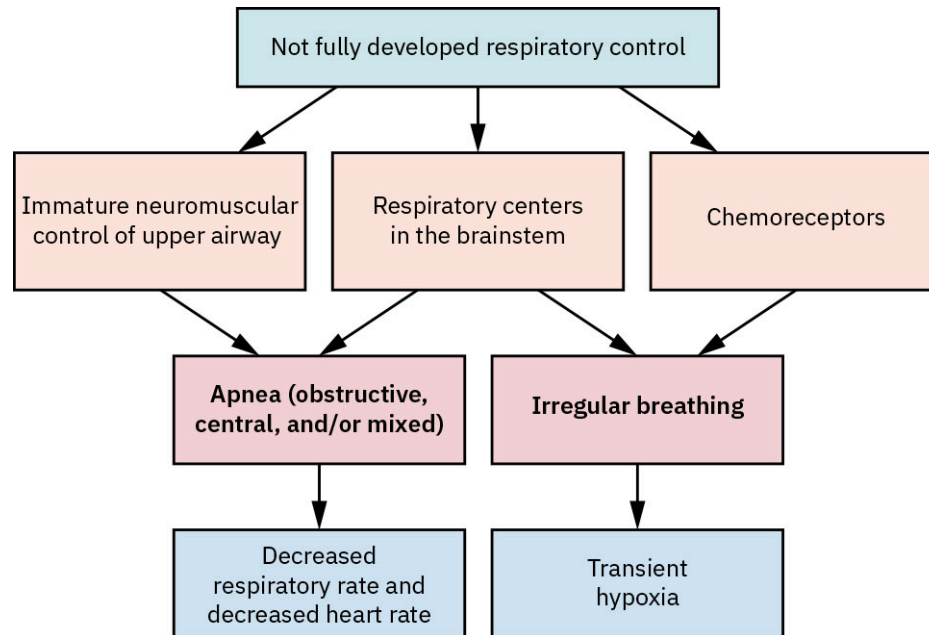 Not fully developed respiratory control
Immature neuromuscular
control of upper airway
Respiratory centers
in the brainstem
Chemoreceptors
Apnea (obstructive,
central, and/or mixed)
Irregular breathing
Decreased
respiratory rate and
decreased heart rate
Transient
hypoxia